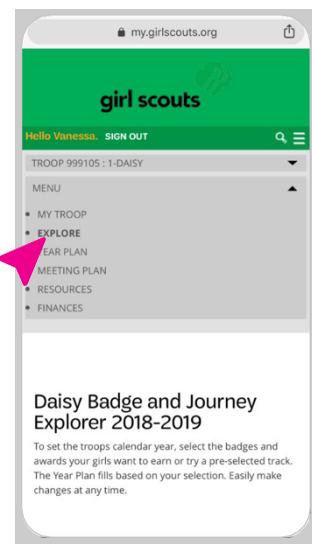 my.girlscouts.org
girl scouts
Hello Vanessa. SIGN OUT
TROOP 999105 : 1-DAISY
MENU
MY TROOP
EXPLORE
YEAR PLAN
MEETING PLAN
RESOURCES
FINANCES
Daisy Badge and Journey
Explorer 2018-2019
To set the troops calendar year, select the badges and
awards your girls want to earn or try a pre-selected track.
The Year Plan fills based on your selection. Easily make
changes at any time.